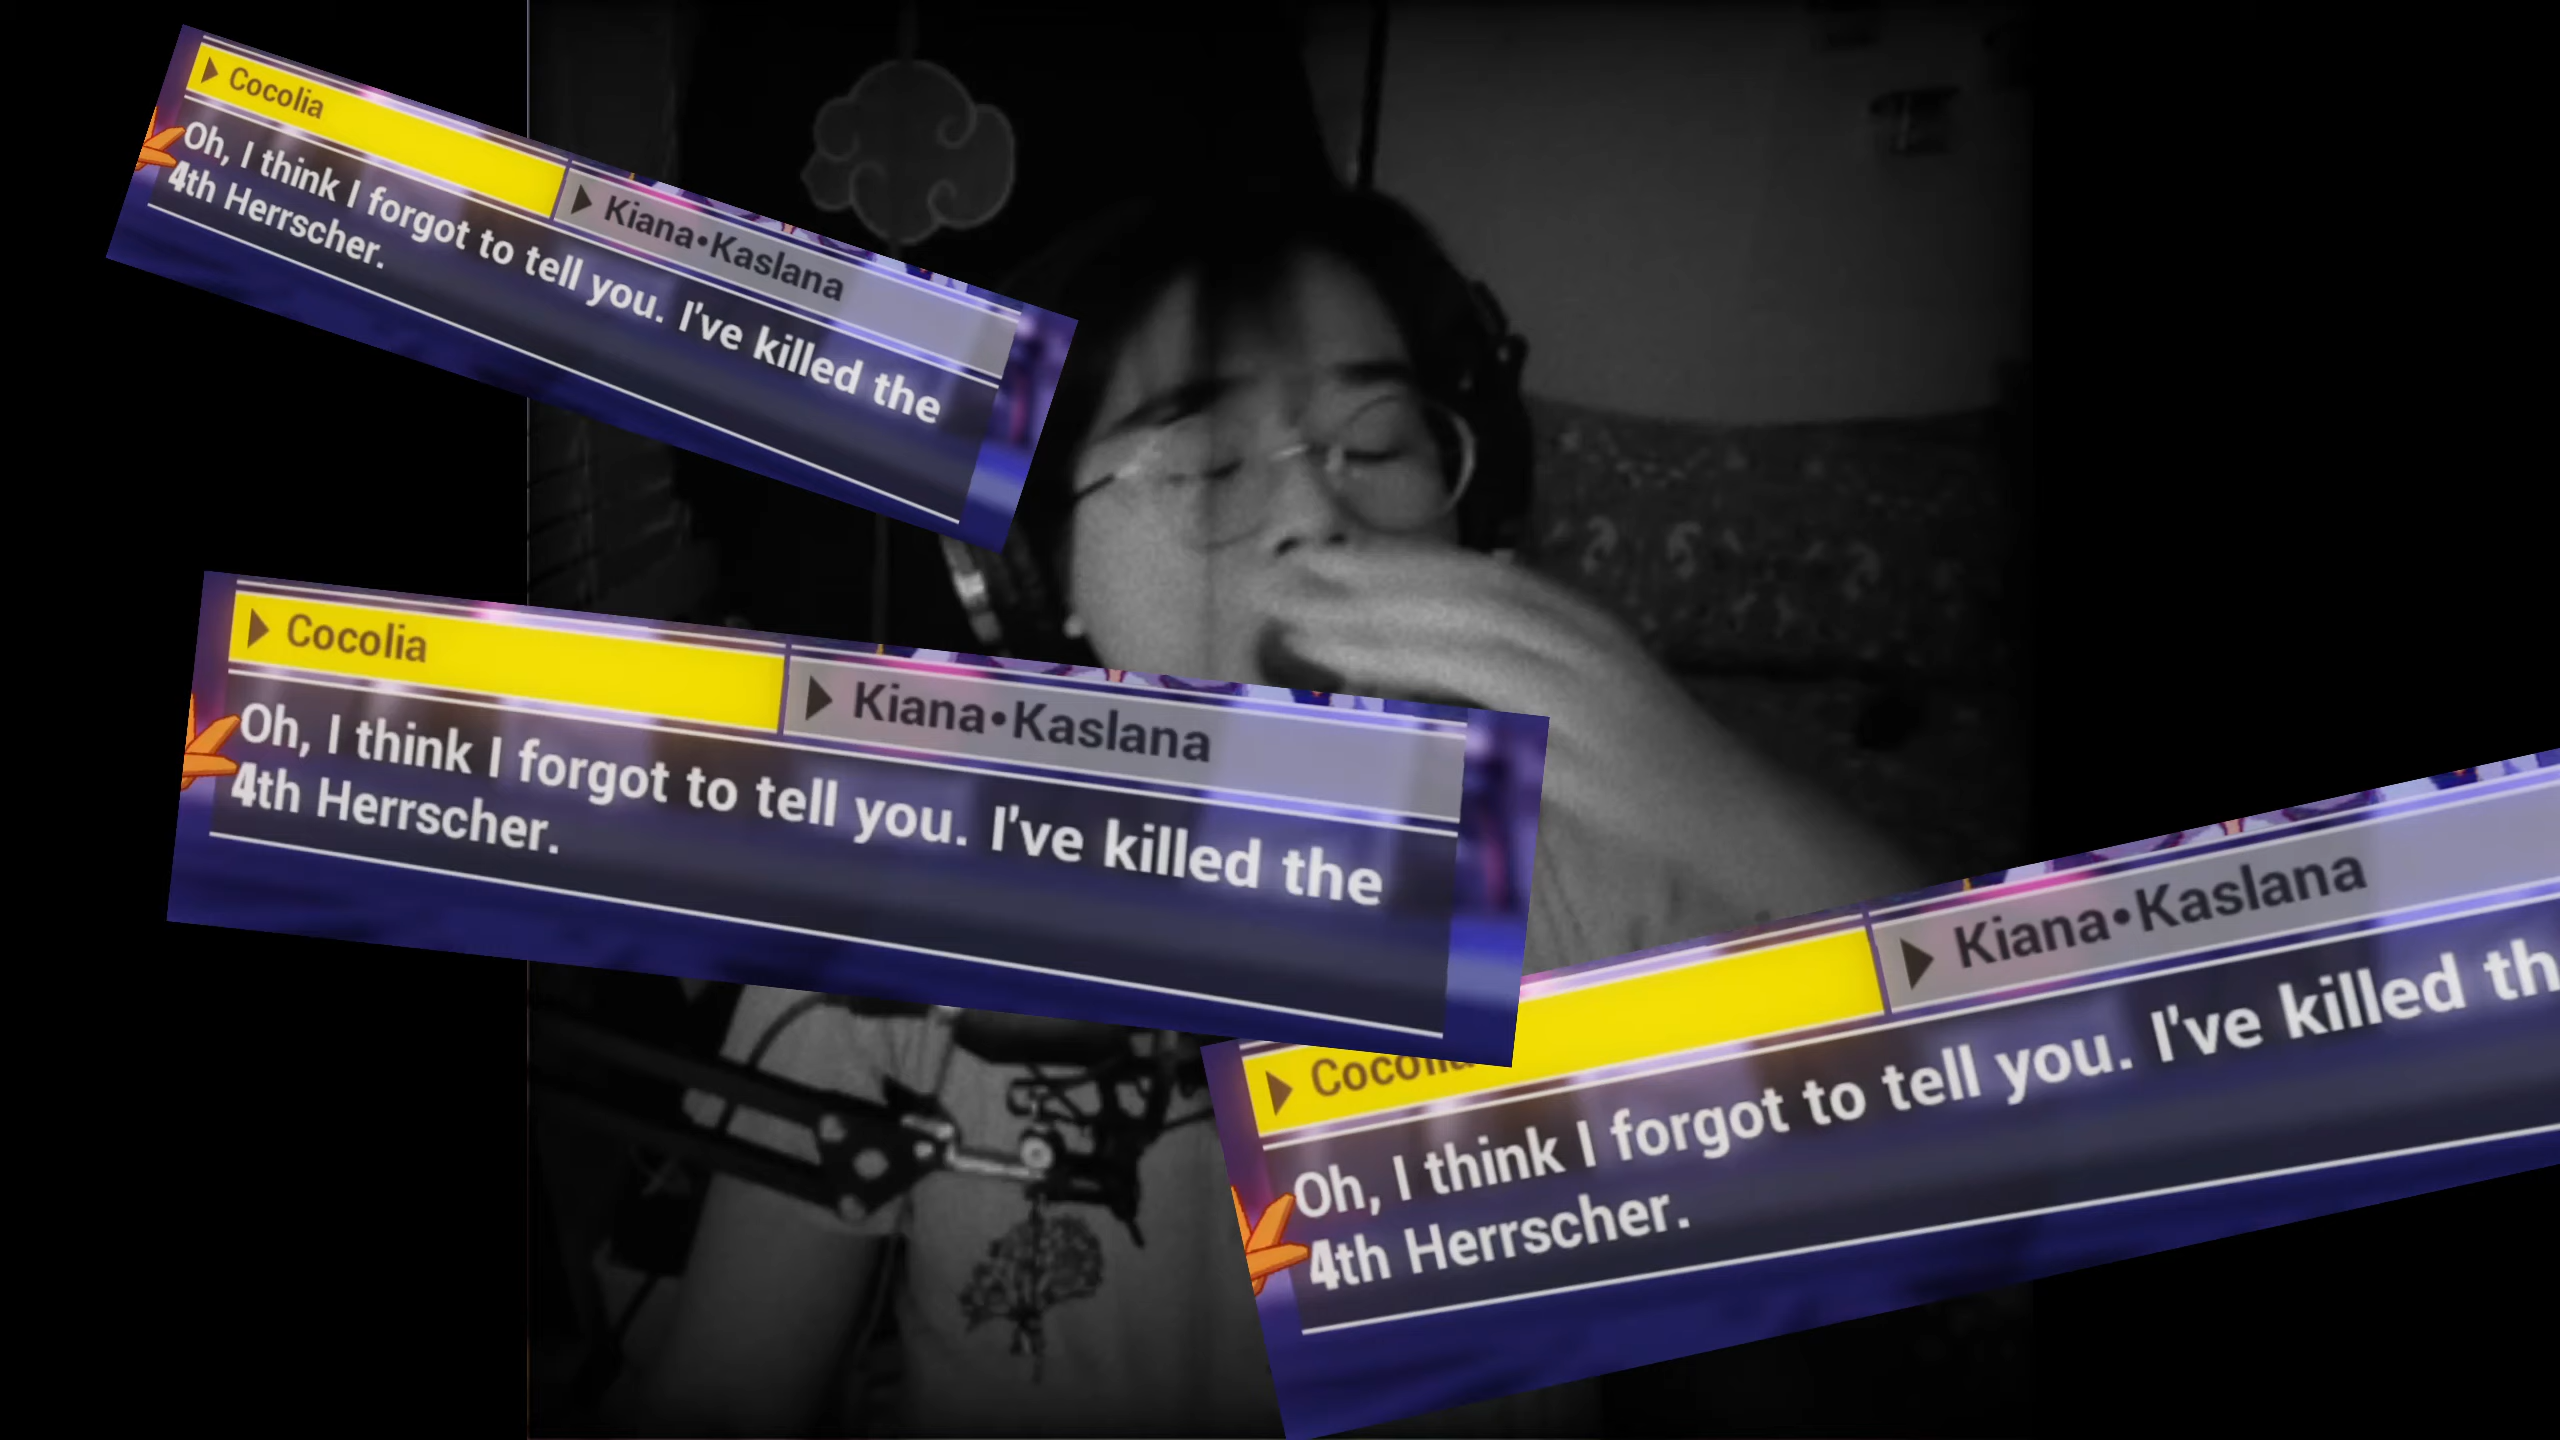 Cocolia
Kiana•Kaslana
Oh, I think I forgot to tell you. I've killed the
4th Herrscher.
Cocolia
Kiana•Kaslana
Oh, I think I forgot to tell you. I've killed the
4th Herrscher.
Cocolia
Kiana•Kaslana
Oh, I think I forgot to tell you. I've killed th
4th Herrscher.